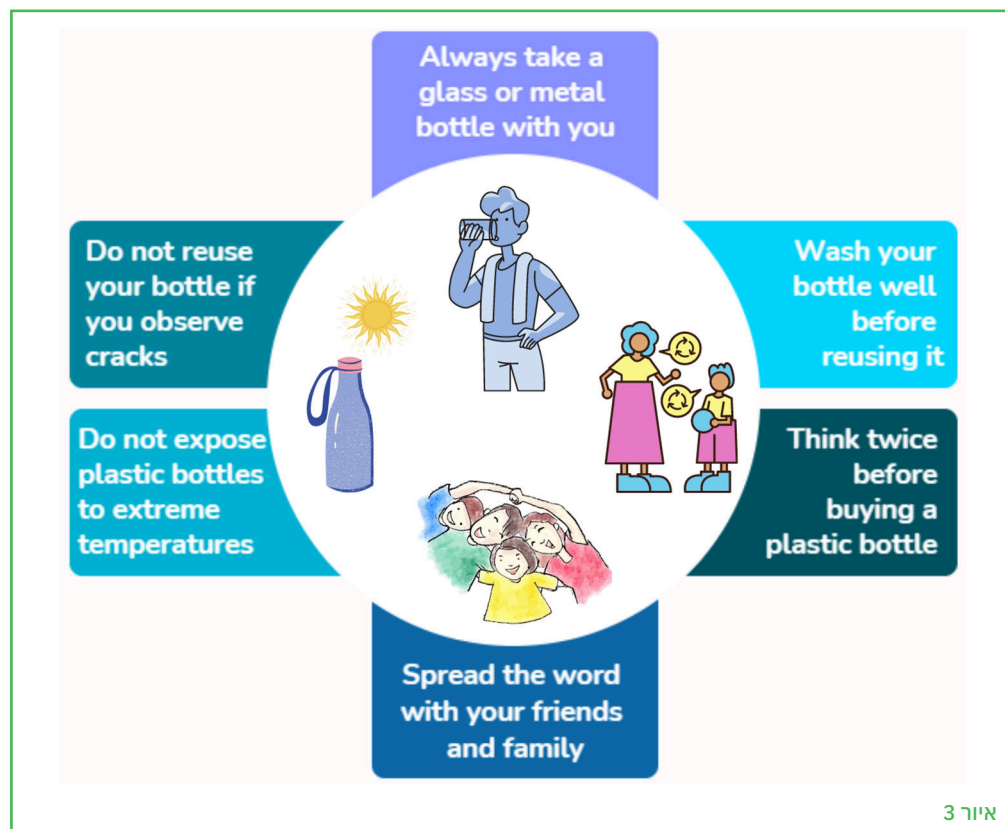 Always take a
glass or metal
bottle with you
Do not reuse
your bottle if
you observe
cracks
Wash your
bottle well
before
reusing it
Do not expose
plastic bottles
to extreme
temperatures
Think twice
before
buying a
plastic bottle
Spread the word
with your friends
and family
איור 3